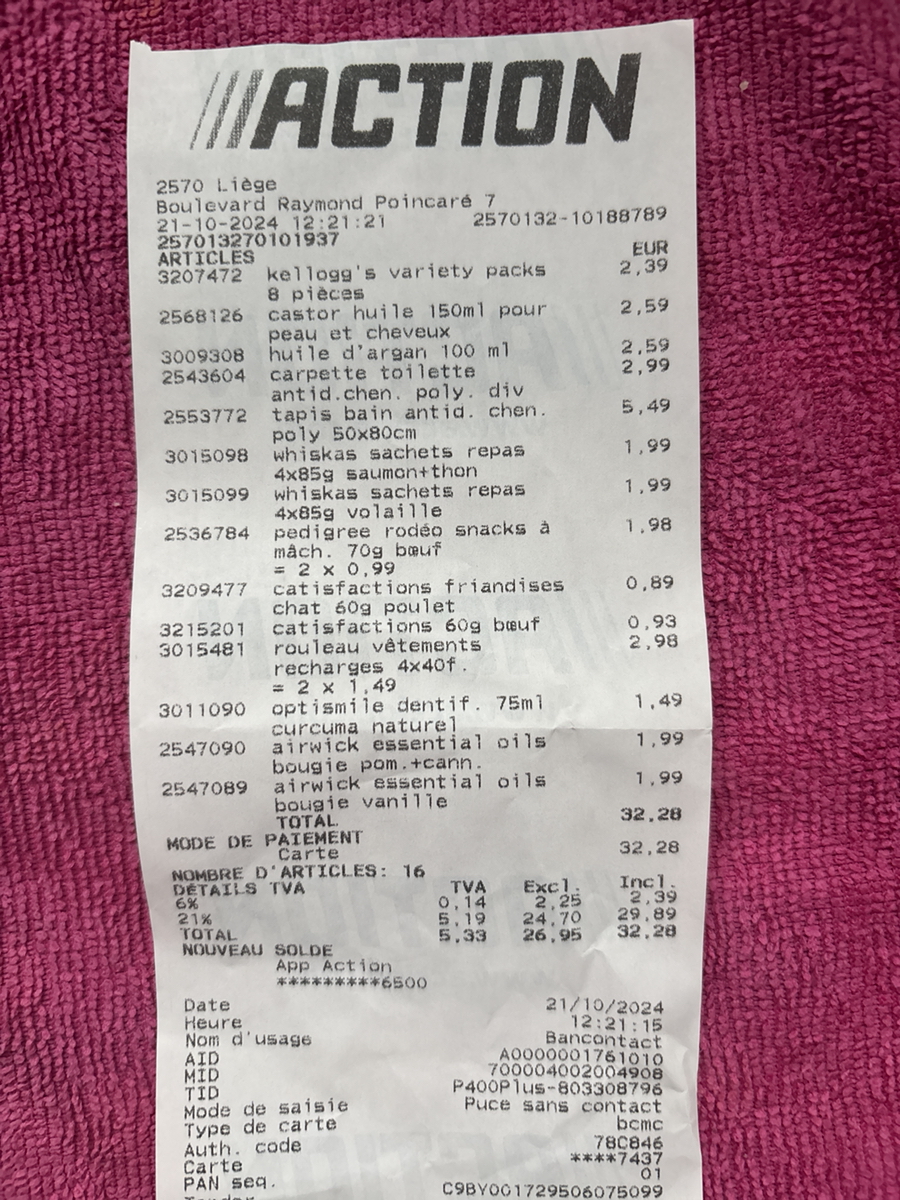 ///ACTION
2570 Liège
Boulevard Raymond Poincaré 7
21-10-2024 12:21:21 2570132-10188789
257013270101937
ARTICLES EUR
3207472 kellogg's variety packs 2,39
8 pièces
2568126 castor huile 150ml pour 2,59
peau et cheveux
3009308 huile d'argan 100 ml 2,59
2543604 carpette toilette 2,99
antid.chen. poly. div
2553772 tapis bain antid. chen. 5,49
poly 50x80cm
3015098 whiskas sachets repas 1,99
4x85g saumon+thon
3015099 whiskas sachets repas 1,99
4x85g volaille
2536784 pedigree rodéo snacks à 1,98
mâch. 70g bœuf
= 2 x 0,99
3209477 catisfactions friandises 0,89
chat 60g poulet
3215201 catisfactions 60g bœuf 0,93
3015481 rouleau vêtements 2,98
recharges 4x40f.
= 2 x 1,49
3011090 optismile dentif. 75ml 1,49
curcuma naturel
2547090 airwick essential oils 1,99
bougie pom.+cann.
2547089 airwick essential oils 1,99
bougie vanille
TOTAL 32,28
MODE DE PAIEMENT
Carte 32,28
NOMBRE D'ARTICLES: 16
DÉTAILS TVA TVA Excl. Incl.
6% 0,14 2,25 2,39
21% 5,19 24,70 29,89
TOTAL 5,33 26,95 32,28
NOUVEAU SOLDE
App Action
*********6500
Date 21/10/2024
Heure 12:21:15
Nom d'usage Bancontact
AID A0000001761010
MID 700004002004908
TID P400Plus-803308796
Mode de saisie Puce sans contact
Type de carte bcmc
Auth. code 78C846
Carte ****7437
PAN seq. 01
C9BY001729506075099